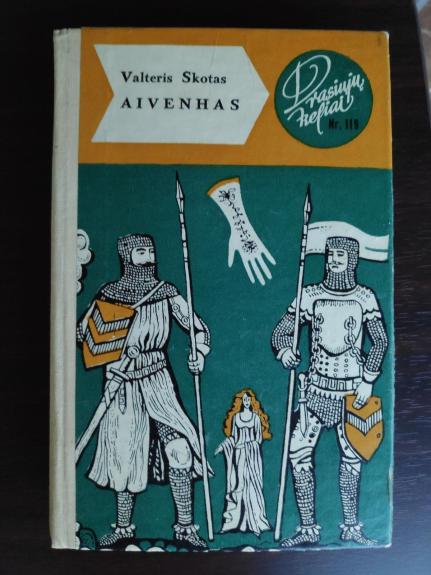 Valteris Skotas
AIVENHAS
Drąsiųjų
keliai
Nr. 119